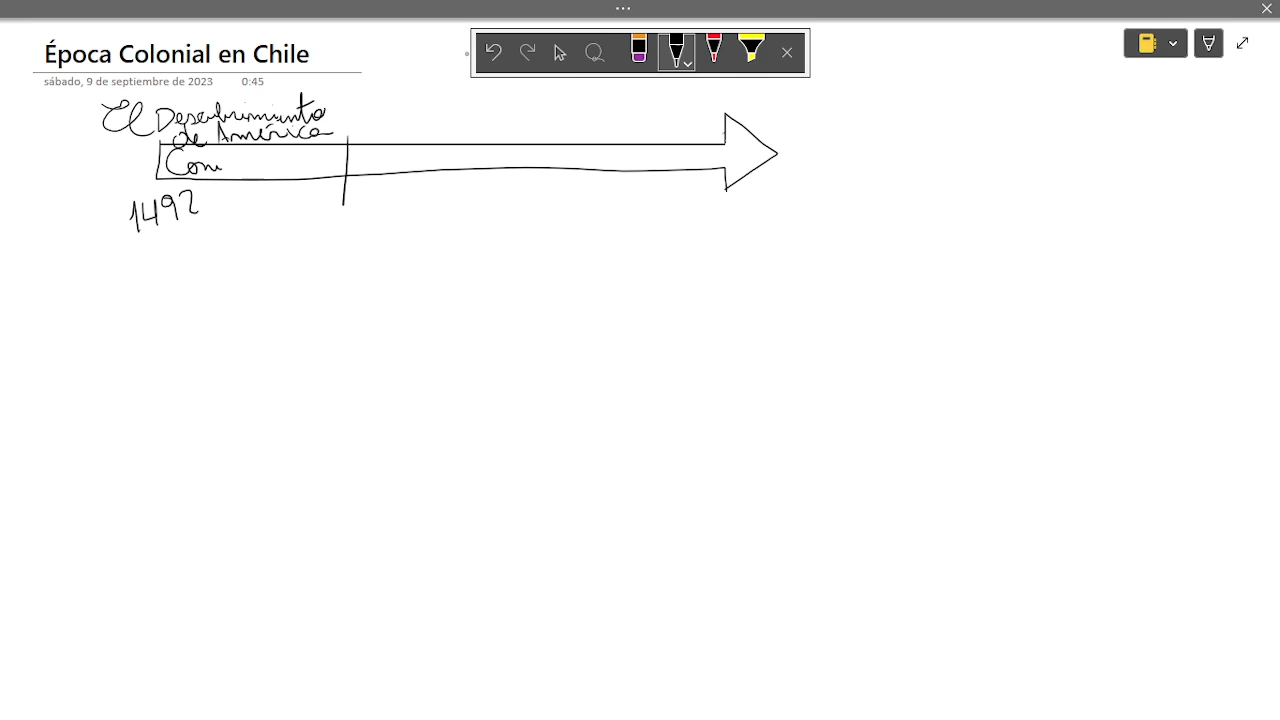 Época Colonial en Chile
sábado, 9 de septiembre de 2023 0:45
El Descubrimiento
de América
Con
1492